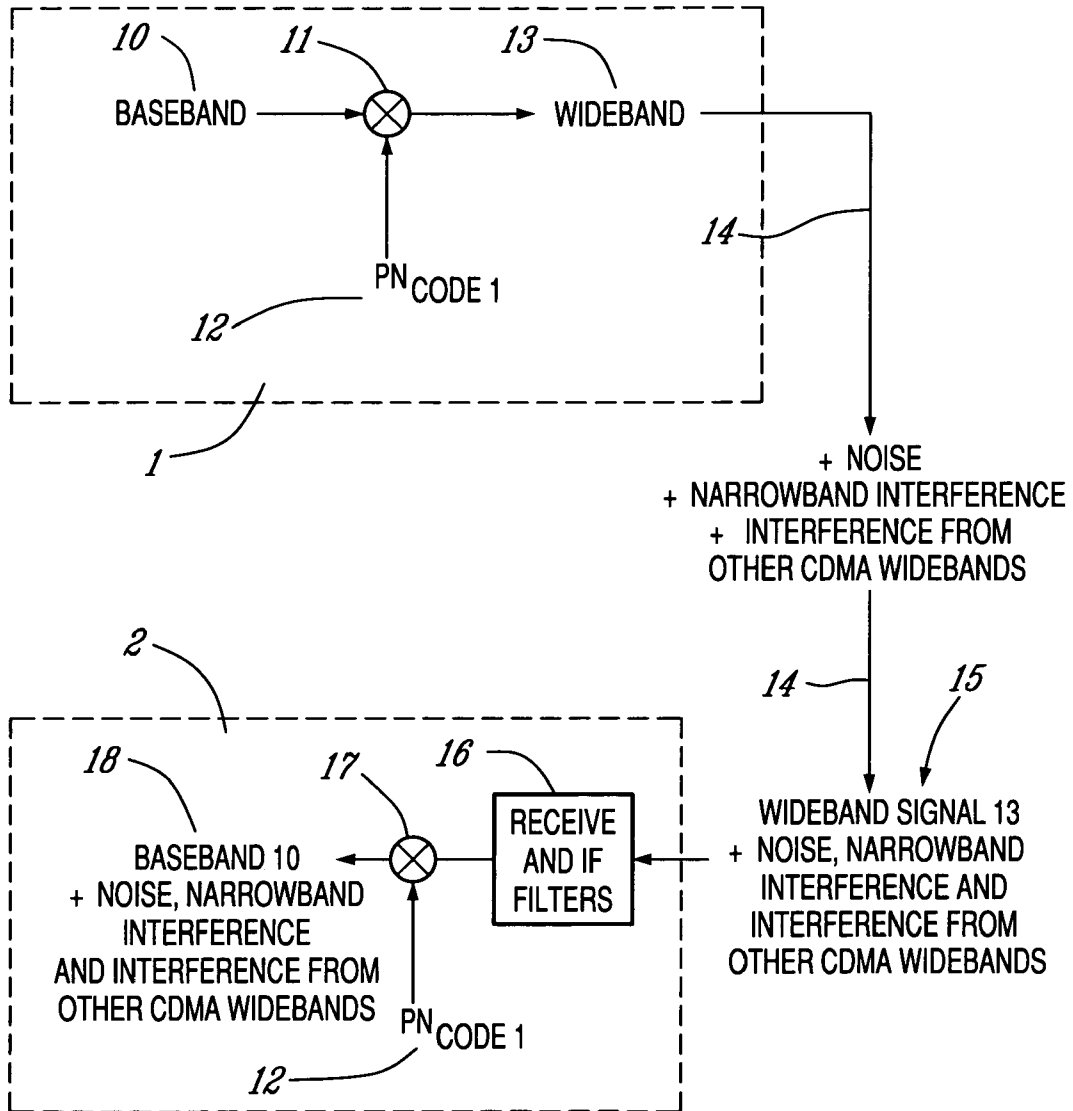 10
11
13
BASEBAND
WIDEBAND
14
PN CODE 1
12
1
+ NOISE
+ NARROWBAND INTERFERENCE
+ INTERFERENCE FROM
OTHER CDMA WIDEBANDS
2
14
15
18
17
16
RECEIVE
AND IF
FILTERS
WIDEBAND SIGNAL 13
+ NOISE, NARROWBAND
INTERFERENCE AND
INTERFERENCE FROM
OTHER CDMA WIDEBANDS
BASEBAND 10
+ NOISE, NARROWBAND
INTERFERENCE
AND INTERFERENCE FROM
OTHER CDMA WIDEBANDS
PN CODE 1
12